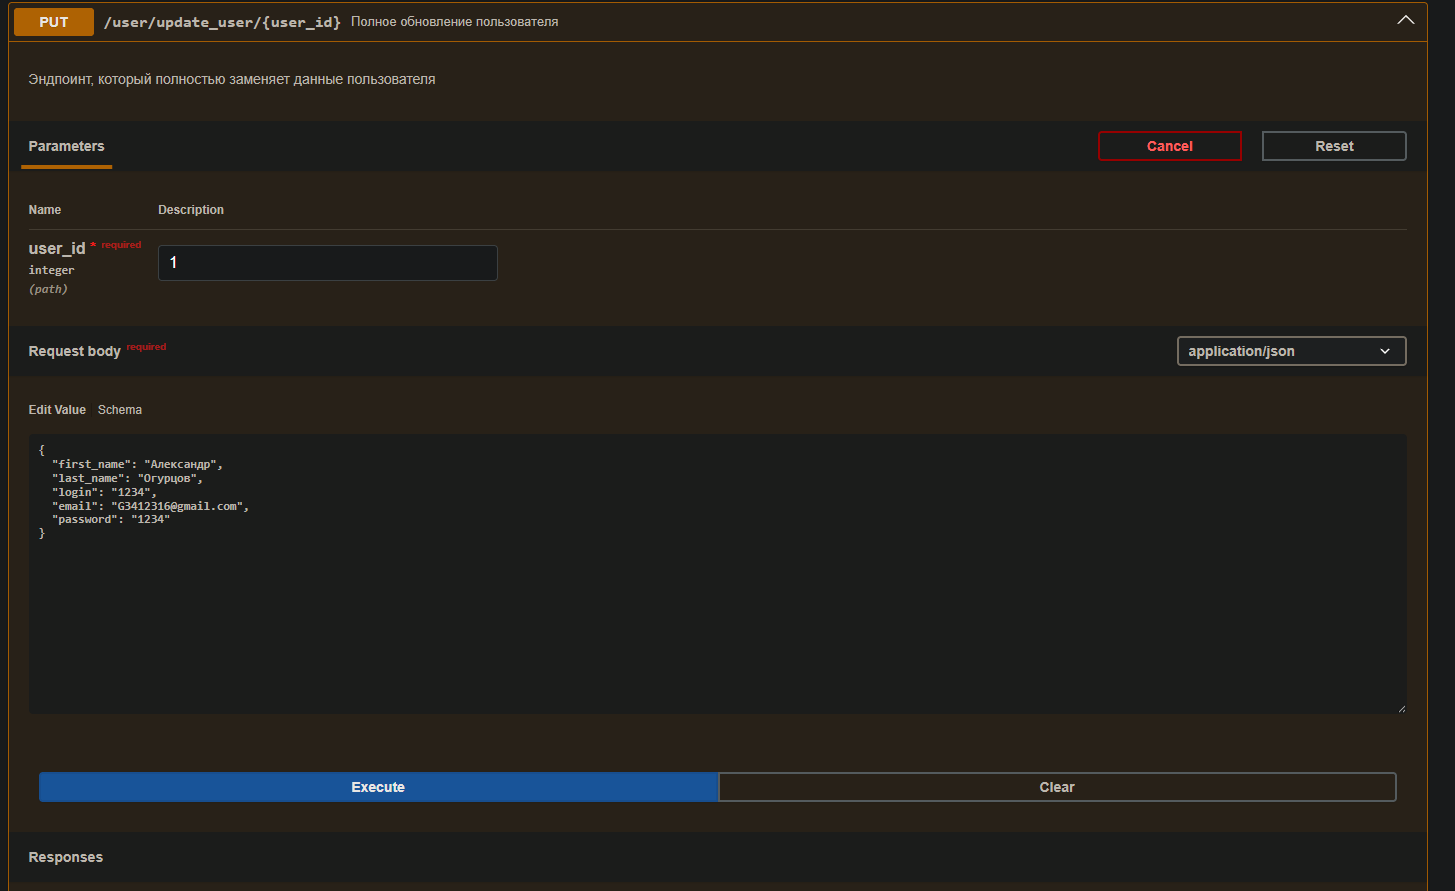 PUT /user/update_user/{user_id} Полное обновление пользователя
Эндпоинт, который полностью заменяет данные пользователя
Parameters Cancel Reset
Name Description
user_id * required 1
integer
(path)
Request body required application/json
Edit Value Schema
{
"first_name": "Александр",
"last_name": "Огурцов",
"login": "1234",
"email": "G3412316@gmail.com",
"password": "1234"
}
Execute Clear
Responses